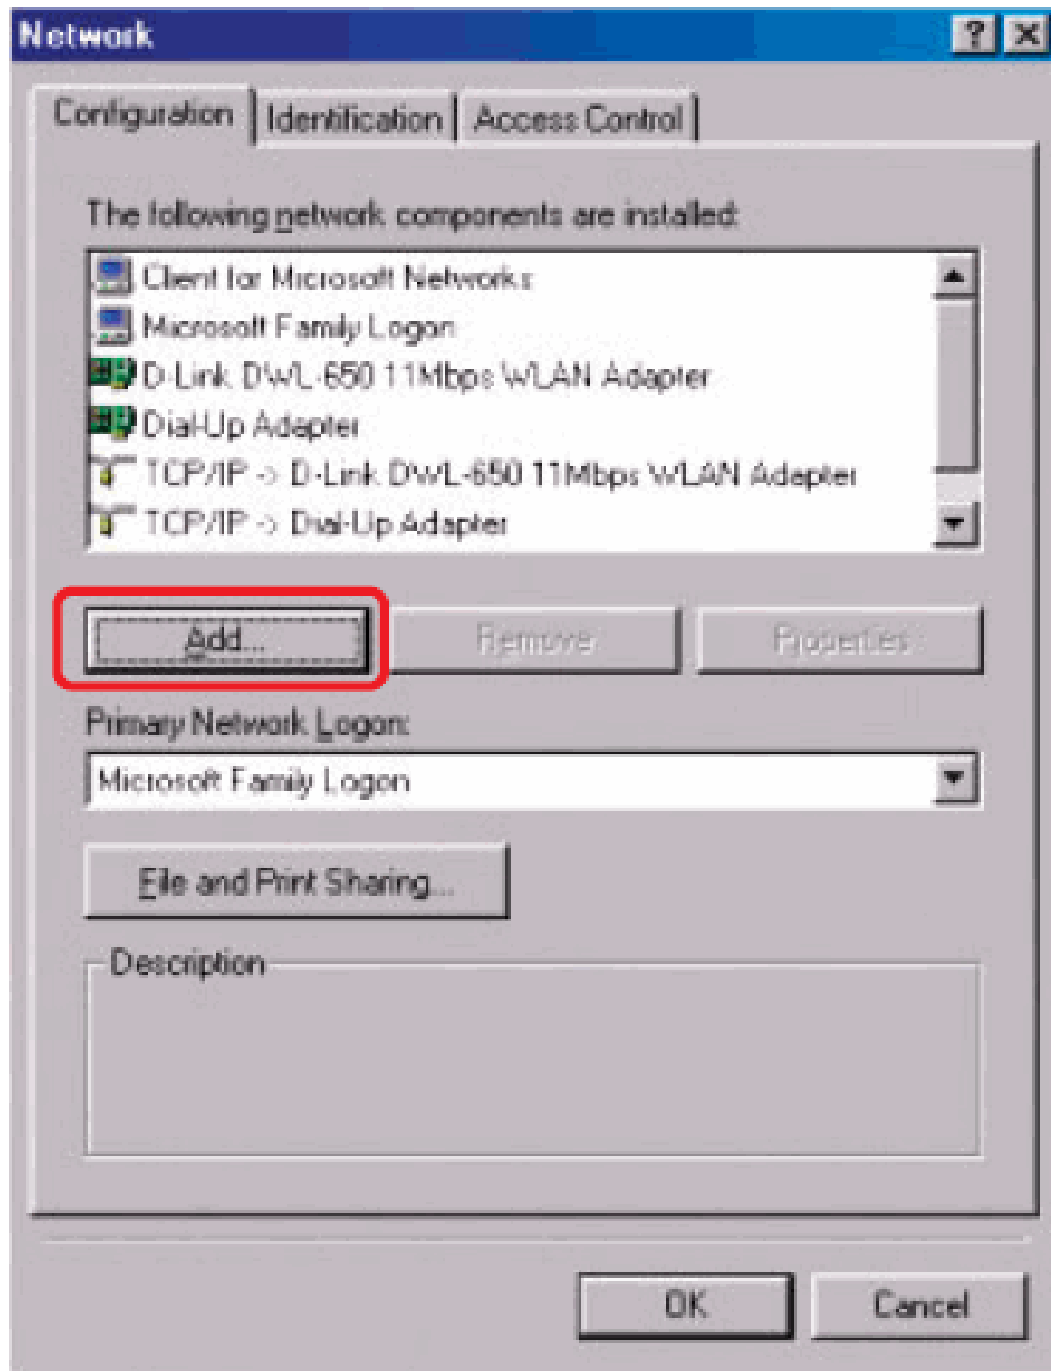 Network
Configuration
Identification
Access Control
The following network components are installed:
Client for Microsoft Networks
Microsoft Family Logon
D-Link DWL-650 11Mbps WLAN Adapter
Dial-Up Adapter
TCP/IP -> D-Link DWL-650 11Mbps WLAN Adapter
TCP/IP -> Dial-Up Adapter
Add...
Remove
Properties
Primary Network Logon:
Microsoft Family Logon
File and Print Sharing...
Description
OK
Cancel